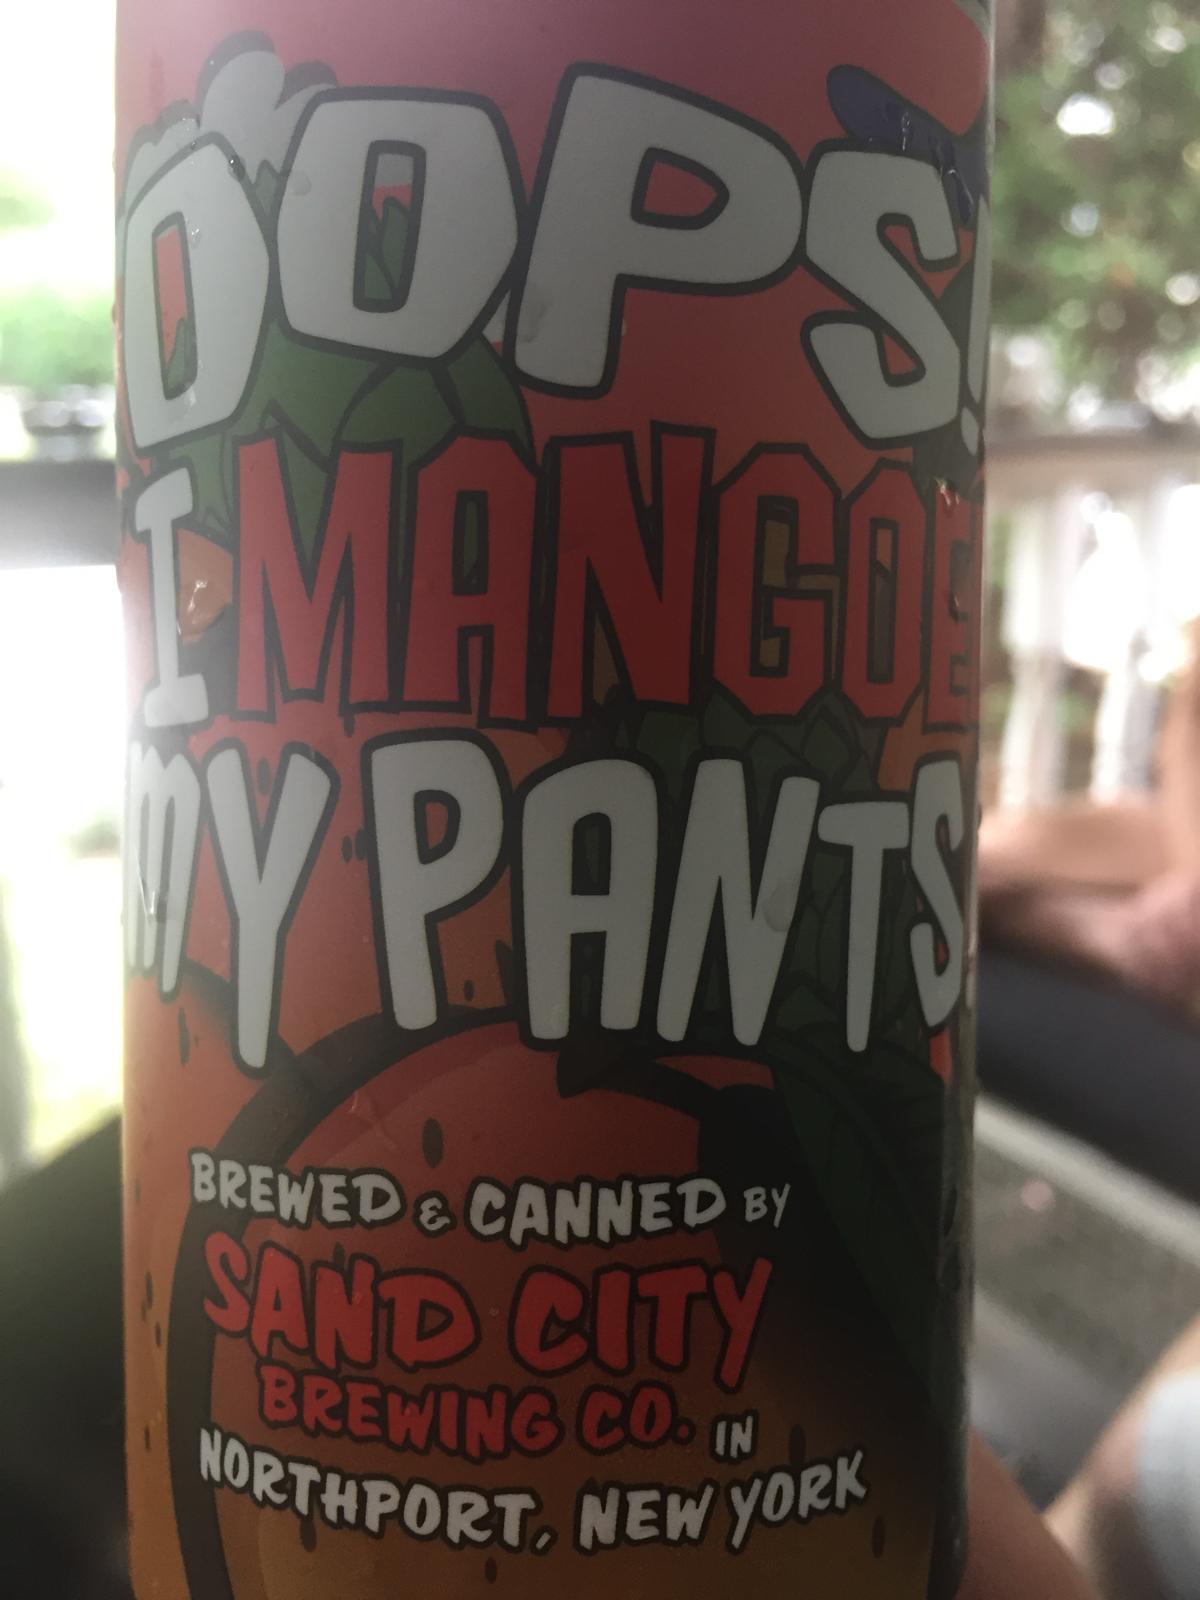 OOPS!
I MANGOE
MY PANTS.
BREWED & CANNED BY
SAND CITY
BREWING CO. IN
NORTHPORT, NEW YORK